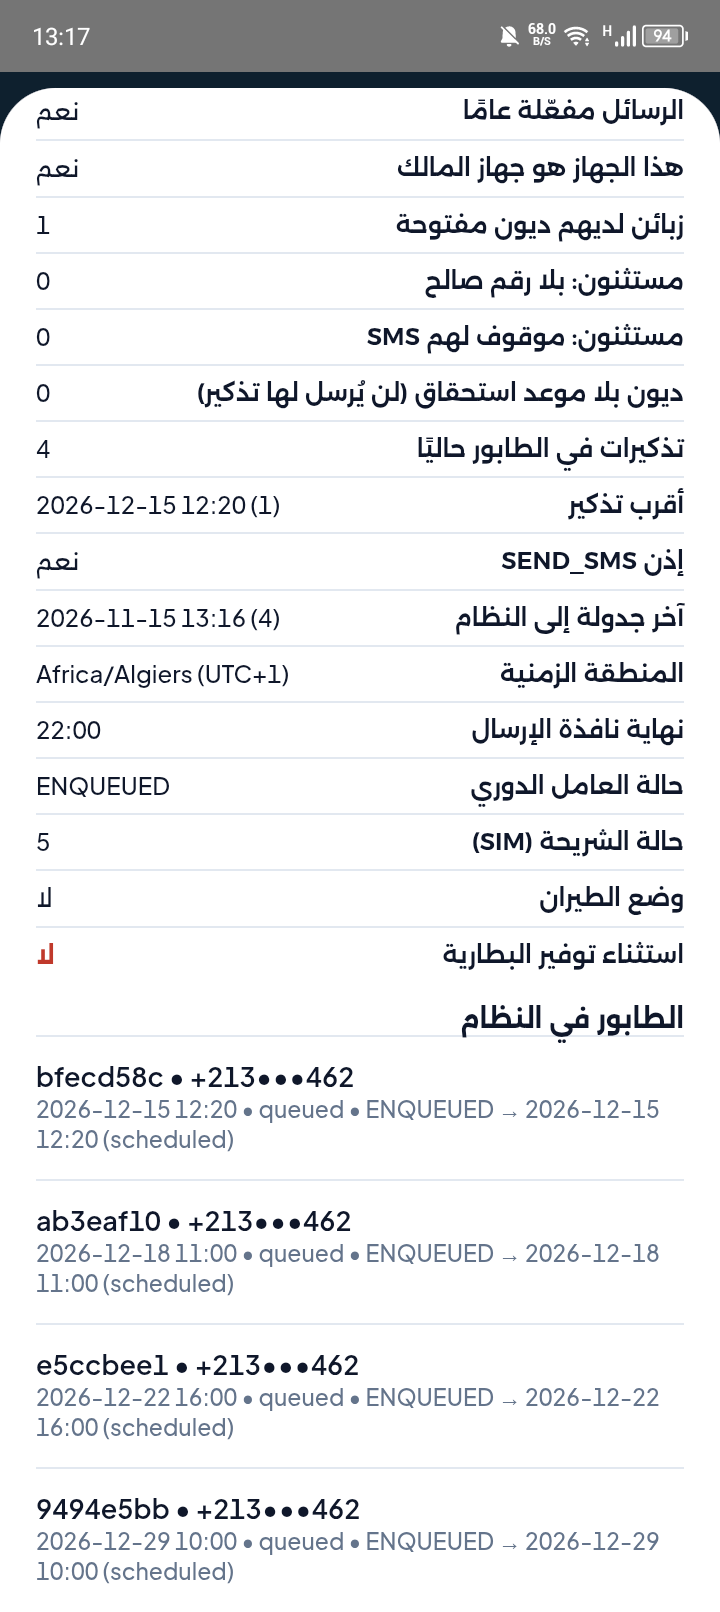 13:17
68.0
B/S
H
94
الرسائل مفعّلة عامًا نعم
هذا الجهاز هو جهاز المالك نعم
زبائن لديهم ديون مفتوحة 1
مستثنون: بلا رقم صالح 0
مستثنون: موقوف لهم SMS 0
ديون بلا موعد استحقاق (لن يُرسل لها تذكير) 0
تذكيرات في الطابور حاليًا 4
أقرب تذكير 2026-12-15 12:20 (1)
إذن SEND_SMS نعم
آخر جدولة إلى النظام 2026-11-15 13:16 (4)
المنطقة الزمنية Africa/Algiers (UTC+1)
نهاية نافذة الإرسال 22:00
حالة العامل الدوري ENQUEUED
حالة الشريحة (SIM) 5
وضع الطيران لا
استثناء توفير البطارية لا
الطابور في النظام
bfecd58c • +213•••462
2026-12-15 12:20 • queued • ENQUEUED → 2026-12-15
12:20 (scheduled)
ab3eaf10 • +213•••462
2026-12-18 11:00 • queued • ENQUEUED → 2026-12-18
11:00 (scheduled)
e5ccbee1 • +213•••462
2026-12-22 16:00 • queued • ENQUEUED → 2026-12-22
16:00 (scheduled)
9494e5bb • +213•••462
2026-12-29 10:00 • queued • ENQUEUED → 2026-12-29
10:00 (scheduled)